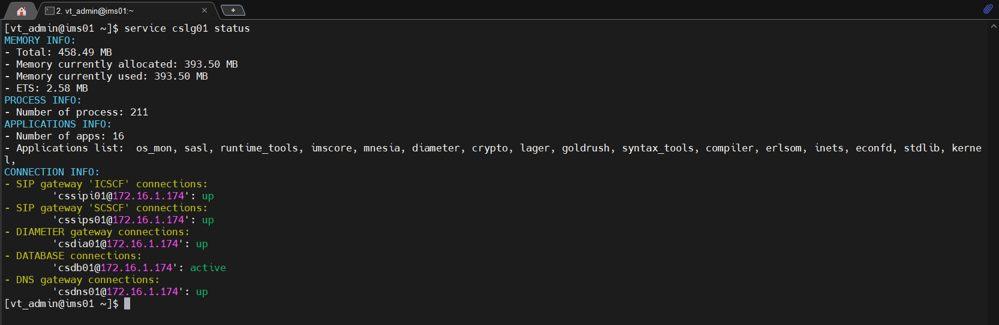 2. vt_admin@ims01:~
[vt_admin@ims01 ~]$ service cslg01 status
MEMORY INFO:
- Total: 458.49 MB
- Memory currently allocated: 393.50 MB
- Memory currently used: 393.50 MB
- ETS: 2.58 MB
PROCESS INFO:
- Number of process: 211
APPLICATIONS INFO:
- Number of apps: 16
- Applications list:  os_mon, sasl, runtime_tools, imscore, mnesia, diameter, crypto, lager, goldrush, syntax_tools, compiler, erlsom, inets, econfd, stdlib, kerne
l,
CONNECTION INFO:
- SIP gateway 'ICSCF' connections:
        'cssipi01@172.16.1.174': up
- SIP gateway 'SCSCF' connections:
        'cssips01@172.16.1.174': up
- DIAMETER gateway connections:
        'csdia01@172.16.1.174': up
- DATABASE connections:
        'csdb01@172.16.1.174': active
- DNS gateway connections:
        'csdns01@172.16.1.174': up
[vt_admin@ims01 ~]$